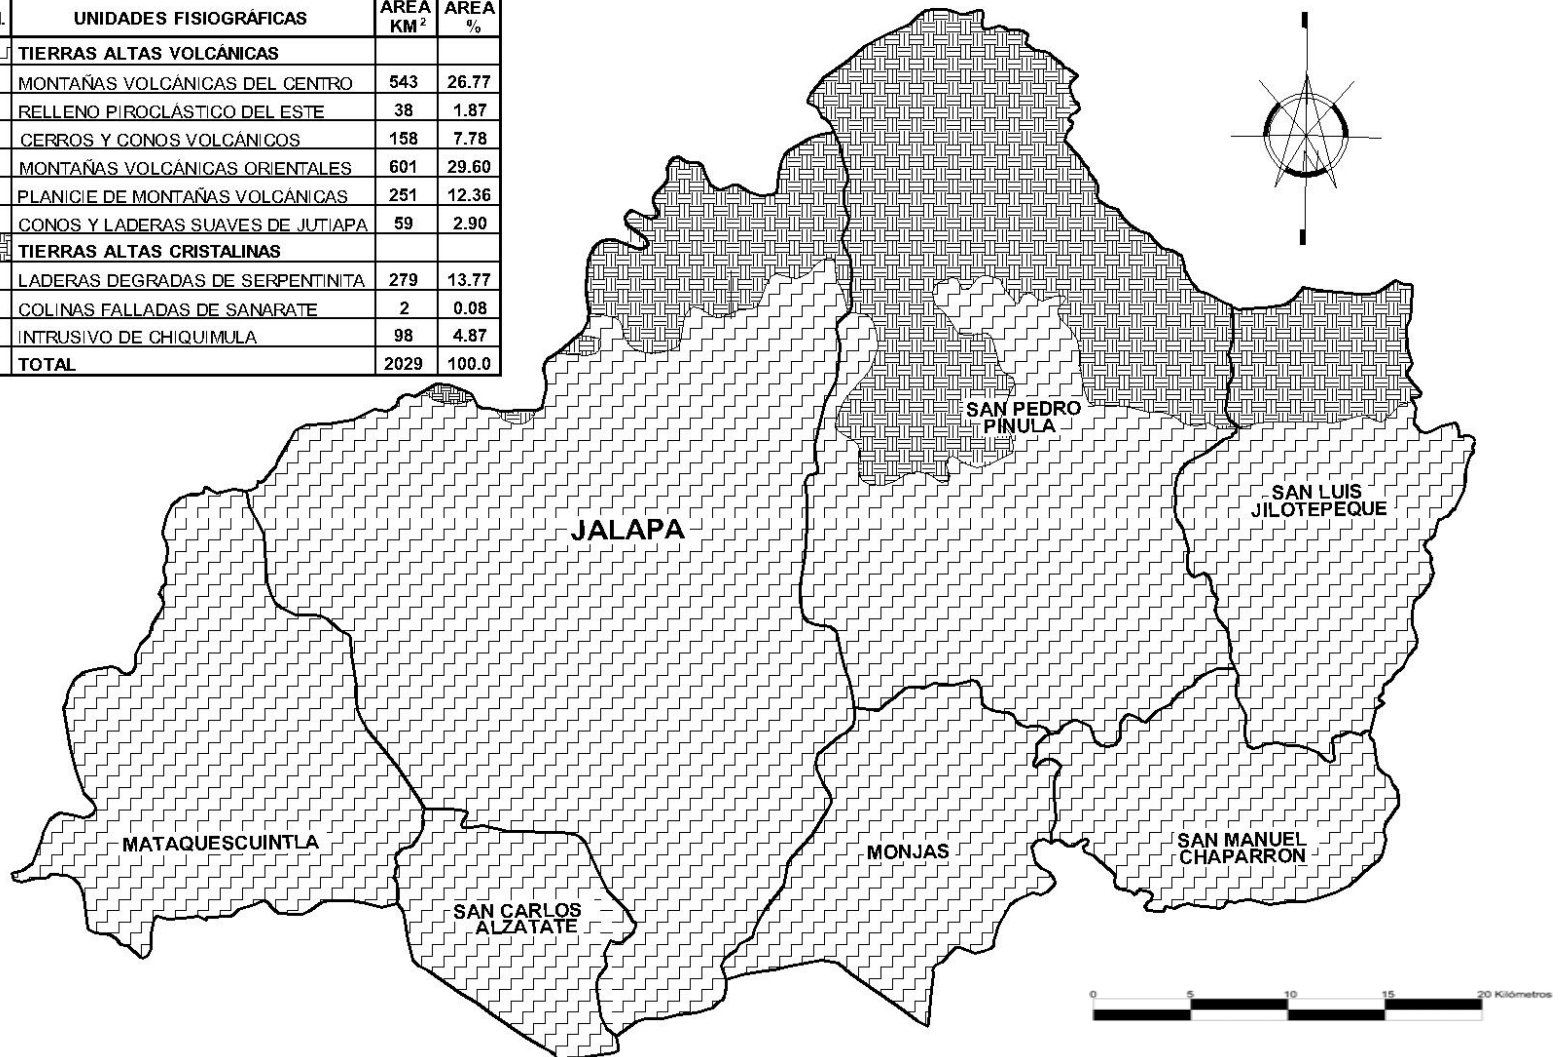 UNIDADES FISIOGRÁFICAS AREA KM² AREA %
TIERRAS ALTAS VOLCÁNICAS
MONTAÑAS VOLCÁNICAS DEL CENTRO 543 26.77
RELLENO PIROCLÁSTICO DEL ESTE 38 1.87
CERROS Y CONOS VOLCÁNICOS 158 7.78
MONTAÑAS VOLCÁNICAS ORIENTALES 601 29.60
PLANICIE DE MONTAÑAS VOLCÁNICAS 251 12.36
CONOS Y LADERAS SUAVES DE JUTIAPA 59 2.90
TIERRAS ALTAS CRISTALINAS
LADERAS DEGRADAS DE SERPENTINITA 279 13.77
COLINAS FALLADAS DE SANARATE 2 0.08
INTRUSIVO DE CHIQUIMULA 98 4.87
TOTAL 2029 100.0
SAN PEDRO
PINULA
SAN LUIS
JILOTEPEQUE
JALAPA
MATAQUESCUINTLA
MONJAS
SAN MANUEL
CHAPARRON
SAN CARLOS
ALZATATE
0 5 10 15 20 Kilómetros